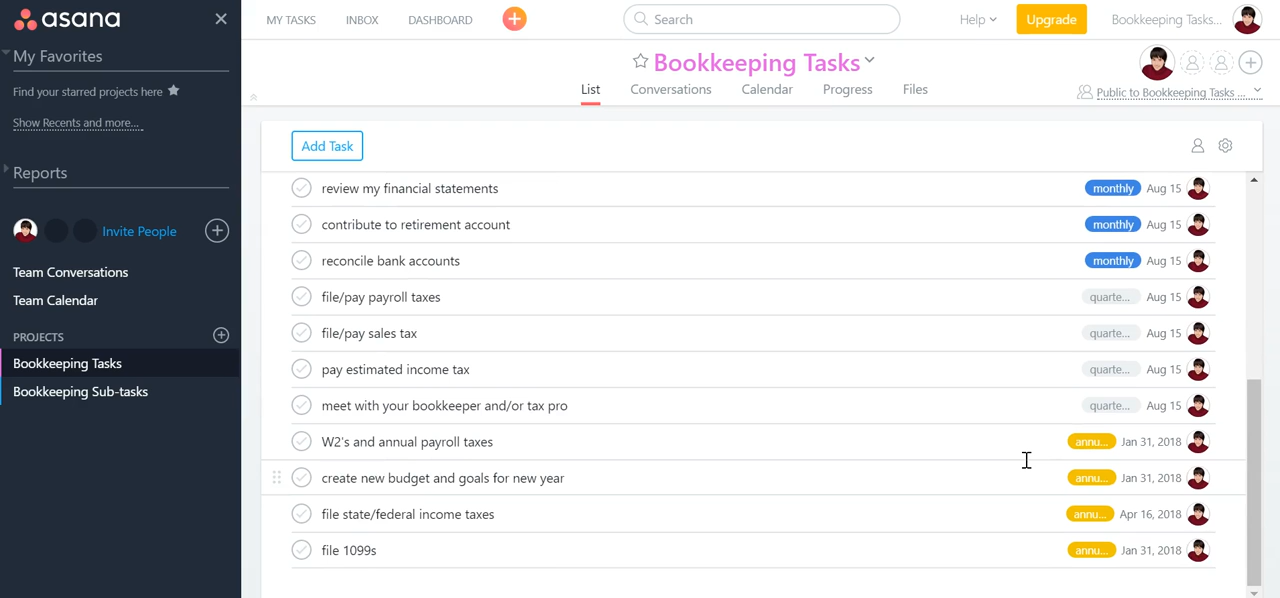 asana
MY TASKS
INBOX
DASHBOARD
Search
Help
Upgrade
Bookkeeping Tasks...
My Favorites
Find your starred projects here
Show Recents and more...
Reports
Invite People
Team Conversations
Team Calendar
PROJECTS
Bookkeeping Tasks
Bookkeeping Sub-tasks
Bookkeeping Tasks
List
Conversations
Calendar
Progress
Files
Public to Bookkeeping Tasks ...
Add Task
review my financial statements monthly Aug 15
contribute to retirement account monthly Aug 15
reconcile bank accounts monthly Aug 15
file/pay payroll taxes quarte... Aug 15
file/pay sales tax quarte... Aug 15
pay estimated income tax quarte... Aug 15
meet with your bookkeeper and/or tax pro quarte... Aug 15
W2's and annual payroll taxes annu... Jan 31, 2018
create new budget and goals for new year annu... Jan 31, 2018
file state/federal income taxes annu... Apr 16, 2018
file 1099s annu... Jan 31, 2018